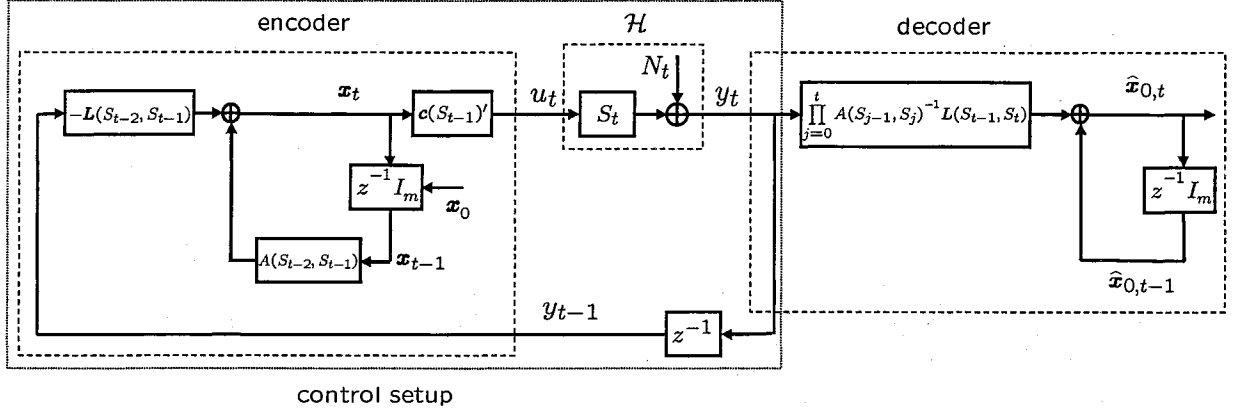 encoder
ℋ
decoder
N_t
-L(S_{t-2}, S_{t-1})
x_t
c(S_{t-1})'
u_t
S_t
y_t
∏_{j=0}^{t} A(S_{j-1}, S_j)^{-1} L(S_{t-1}, S_t)
x̂_{0,t}
z^{-1} I_m
x_0
z^{-1} I_m
A(S_{t-2}, S_{t-1})
x_{t-1}
x̂_{0,t-1}
y_{t-1}
z^{-1}
control setup